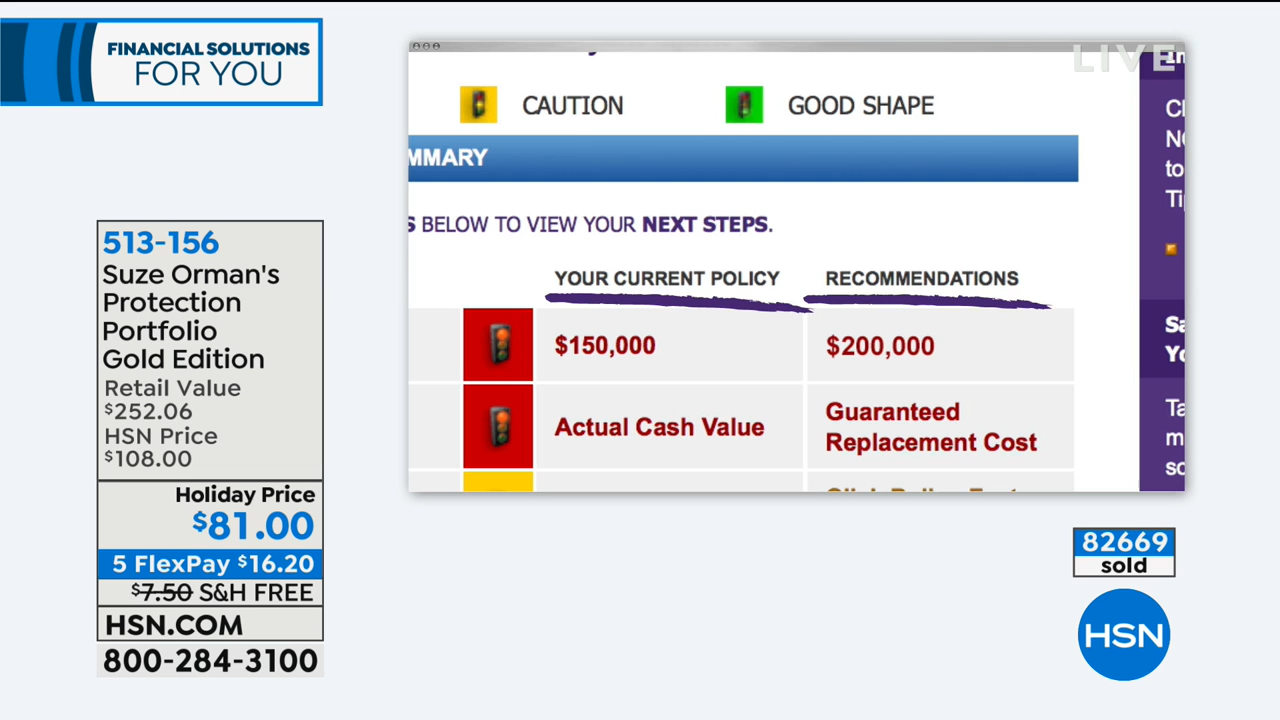 FINANCIAL SOLUTIONS
FOR YOU
LIVE
CAUTION
GOOD SHAPE
MMARY
S BELOW TO VIEW YOUR NEXT STEPS.
YOUR CURRENT POLICY
RECOMMENDATIONS
$150,000
$200,000
Actual Cash Value
Guaranteed
Replacement Cost
513-156
Suze Orman's
Protection
Portfolio
Gold Edition
Retail Value
$252.06
HSN Price
$108.00
Holiday Price
$81.00
5 FlexPay $16.20
$7.50 S&H FREE
HSN.COM
800-284-3100
82669
sold
HSN